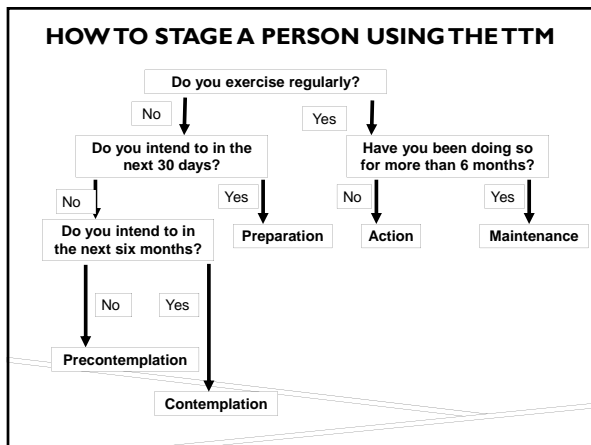 HOW TO STAGE A PERSON USING THE TTM
Do you exercise regularly?
No
Yes
Do you intend to in the
next 30 days?
Have you been doing so
for more than 6 months?
No
Yes
No
Yes
Do you intend to in
the next six months?
Preparation
Action
Maintenance
No
Yes
Precontemplation
Contemplation